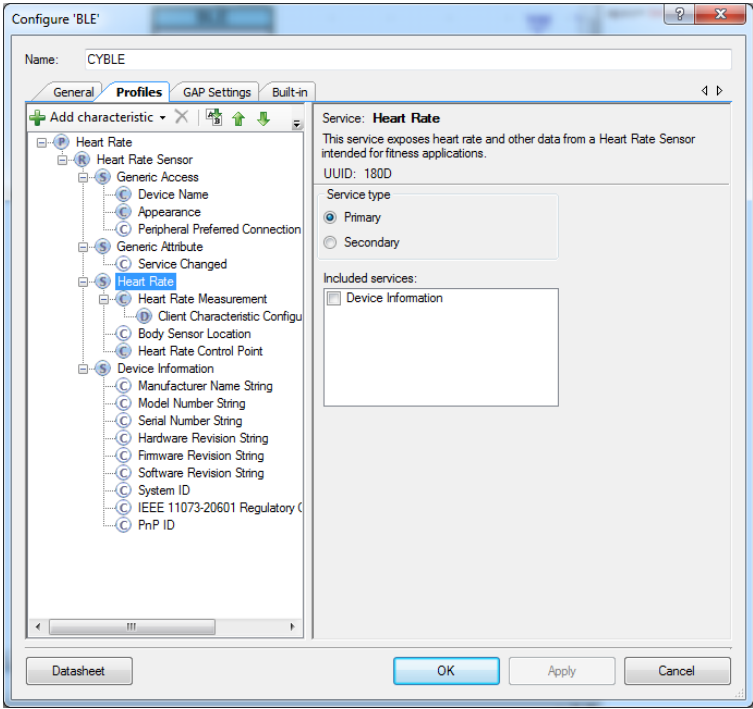 Configure 'BLE'
Name: CYBLE
General Profiles GAP Settings Built-in
Add characteristic
P Heart Rate
R Heart Rate Sensor
S Generic Access
C Device Name
C Appearance
C Peripheral Preferred Connection
S Generic Attribute
C Service Changed
S Heart Rate
C Heart Rate Measurement
D Client Characteristic Configu
C Body Sensor Location
C Heart Rate Control Point
S Device Information
C Manufacturer Name String
C Model Number String
C Serial Number String
C Hardware Revision String
C Firmware Revision String
C Software Revision String
C System ID
C IEEE 11073-20601 Regulatory
C PnP ID
Service: Heart Rate
This service exposes heart rate and other data from a Heart Rate Sensor
intended for fitness applications.
UUID: 180D
Service type
Primary
Secondary
Included services:
Device Information
Datasheet OK Apply Cancel